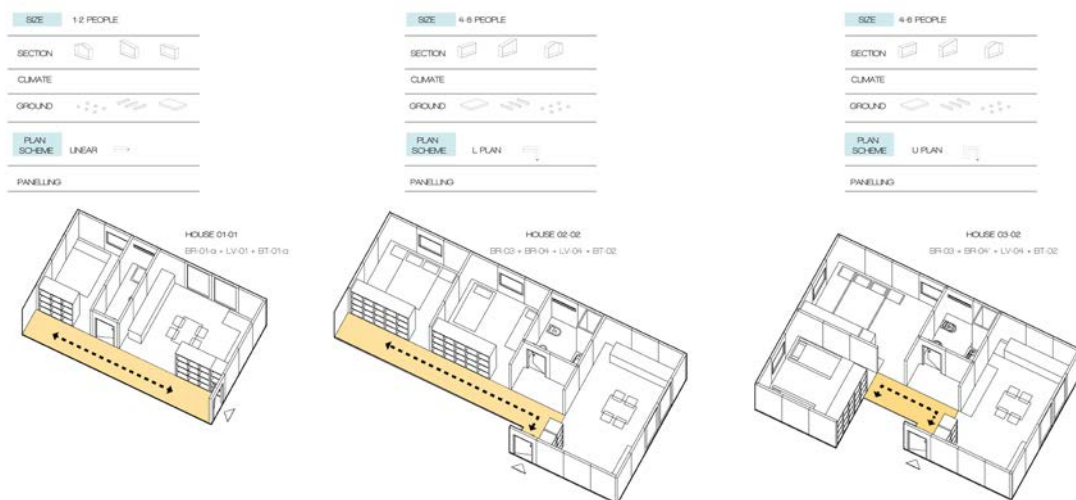 SIZE 1-2 PEOPLE
SECTION
CLIMATE
GROUND
PLAN SCHEME LINEAR
PANELLING
HOUSE 01-01
BR-01-a + LV-01 + BT-01-a
SIZE 4-6 PEOPLE
SECTION
CLIMATE
GROUND
PLAN SCHEME L PLAN
PANELLING
HOUSE 02-02
BR-03 + BR-04 + LV-04 + BT-02
SIZE 4-6 PEOPLE
SECTION
CLIMATE
GROUND
PLAN SCHEME U PLAN
PANELLING
HOUSE 03-02
BR-03 + BR-04' + LV-04 + BT-02